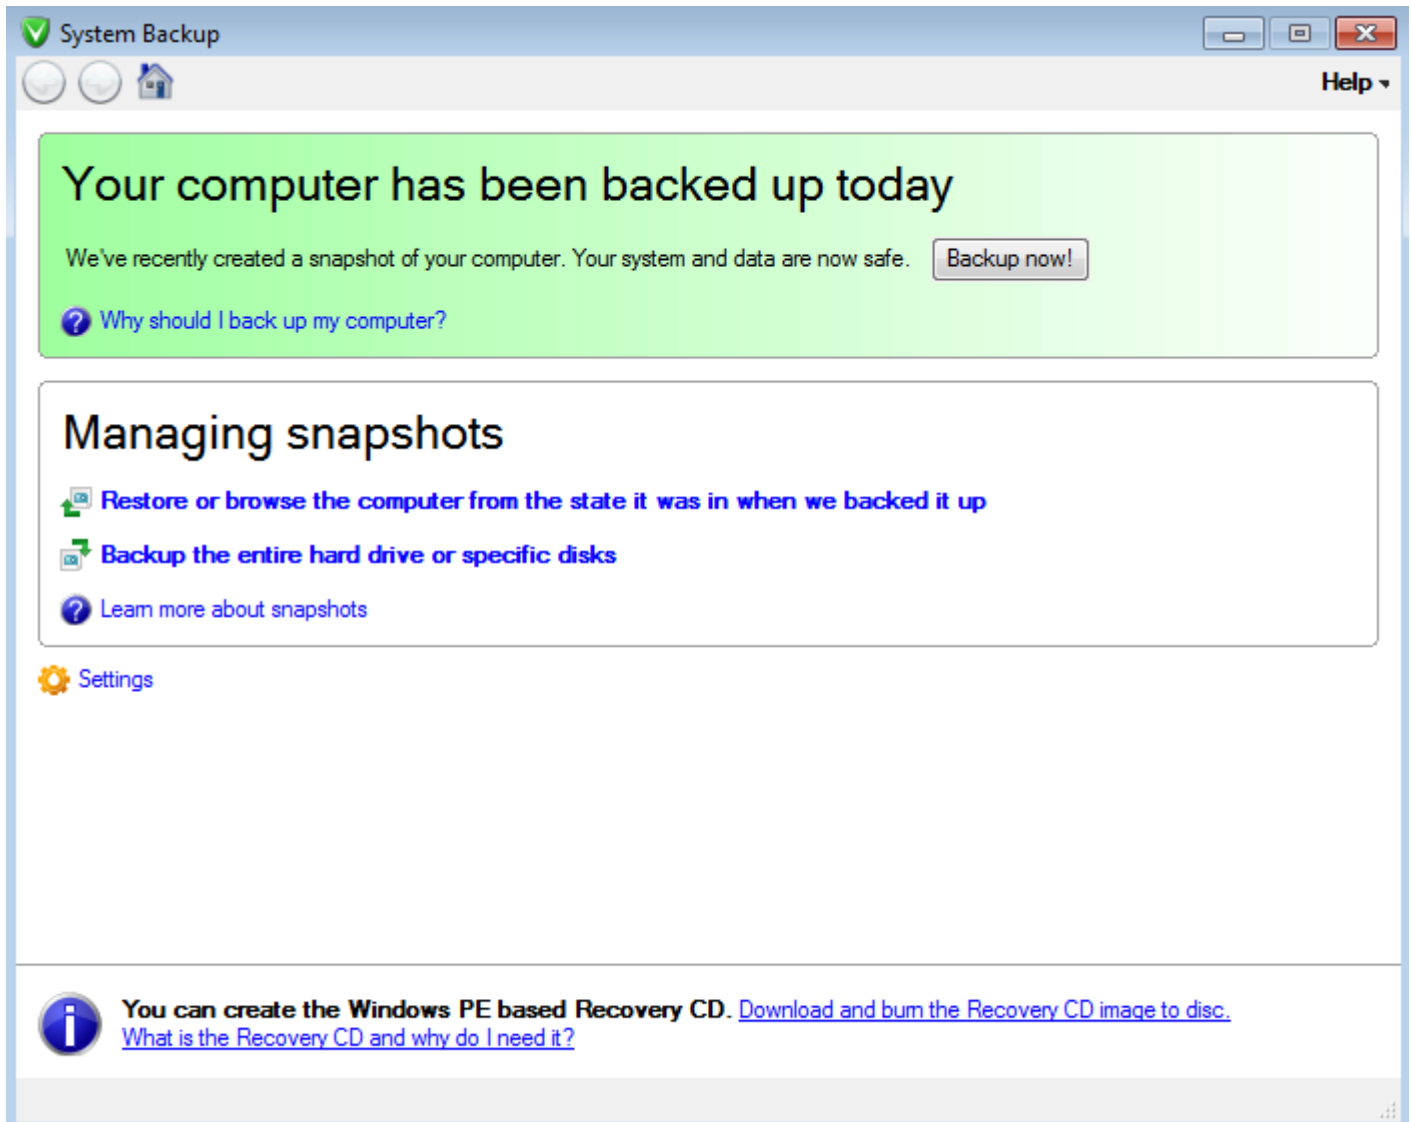 System Backup
Help
Your computer has been backed up today
We've recently created a snapshot of your computer. Your system and data are now safe. Backup now!
Why should I back up my computer?
Managing snapshots
Restore or browse the computer from the state it was in when we backed it up
Backup the entire hard drive or specific disks
Learn more about snapshots
Settings
You can create the Windows PE based Recovery CD. Download and burn the Recovery CD image to disc.
What is the Recovery CD and why do I need it?